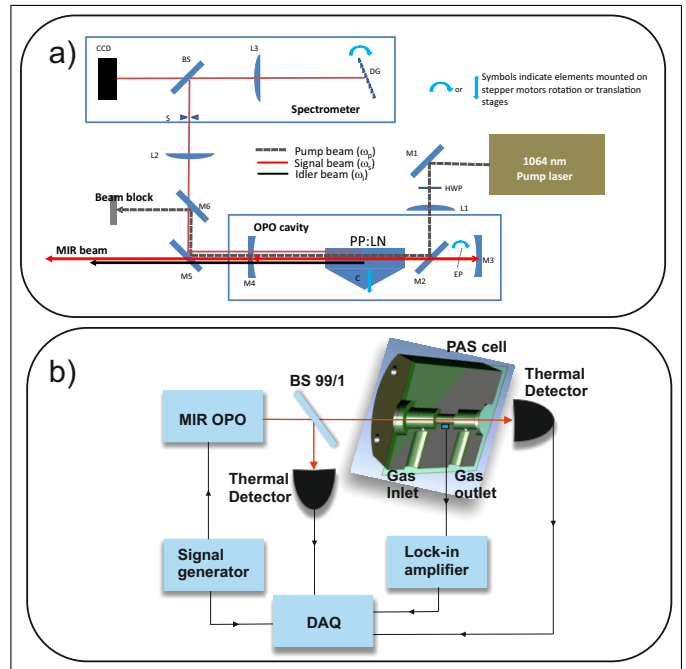 a)
CCD
BS
L3
DG
Spectrometer
or
Symbols indicate elements mounted on
stepper motors rotation or translation
stages
S
L2
Pump beam (ωp)
Signal beam (ωs)
Idler beam (ωi)
M1
1064 nm
Pump laser
HWP
L1
Beam block
M6
OPO cavity
PP:LN
MIR beam
M5
M4
C
M2
EP
M3
b)
PAS cell
BS 99/1
Thermal
Detector
MIR OPO
Thermal
Detector
Gas
Inlet
Gas
outlet
Signal
generator
Lock-in
amplifier
DAQ